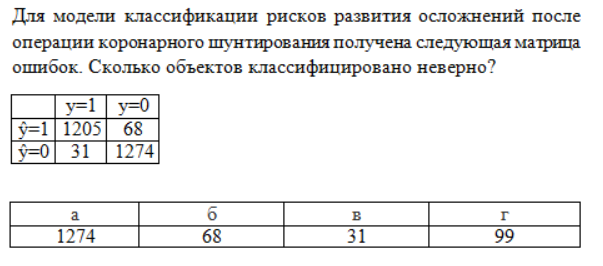 Для модели классификации рисков развития осложнений после
операции коронарного шунтирования получена следующая матрица
ошибок. Сколько объектов классифицировано неверно?
y=1 y=0
ŷ=1 1205 68
ŷ=0 31 1274
а б в г
1274 68 31 99